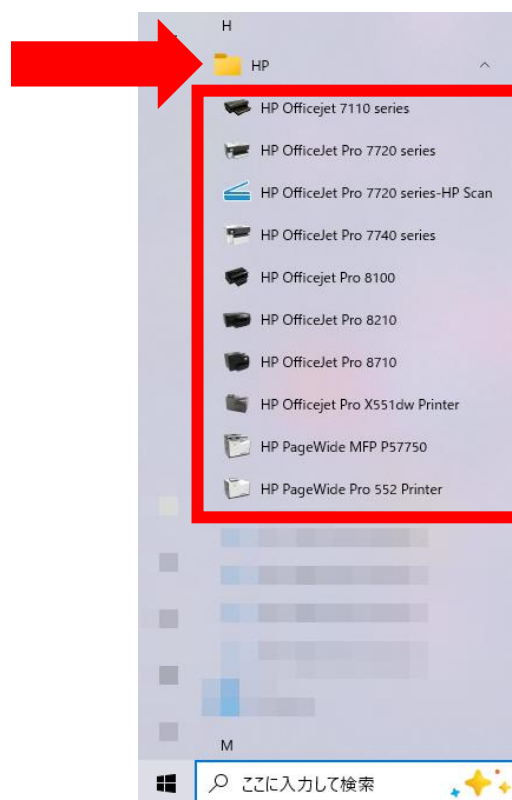 H
HP
HP Officejet 7110 series
HP OfficeJet Pro 7720 series
HP OfficeJet Pro 7720 series-HP Scan
HP OfficeJet Pro 7740 series
HP Officejet Pro 8100
HP OfficeJet Pro 8210
HP OfficeJet Pro 8710
HP Officejet Pro X551dw Printer
HP PageWide MFP P57750
HP PageWide Pro 552 Printer
M
ここに入力して検索